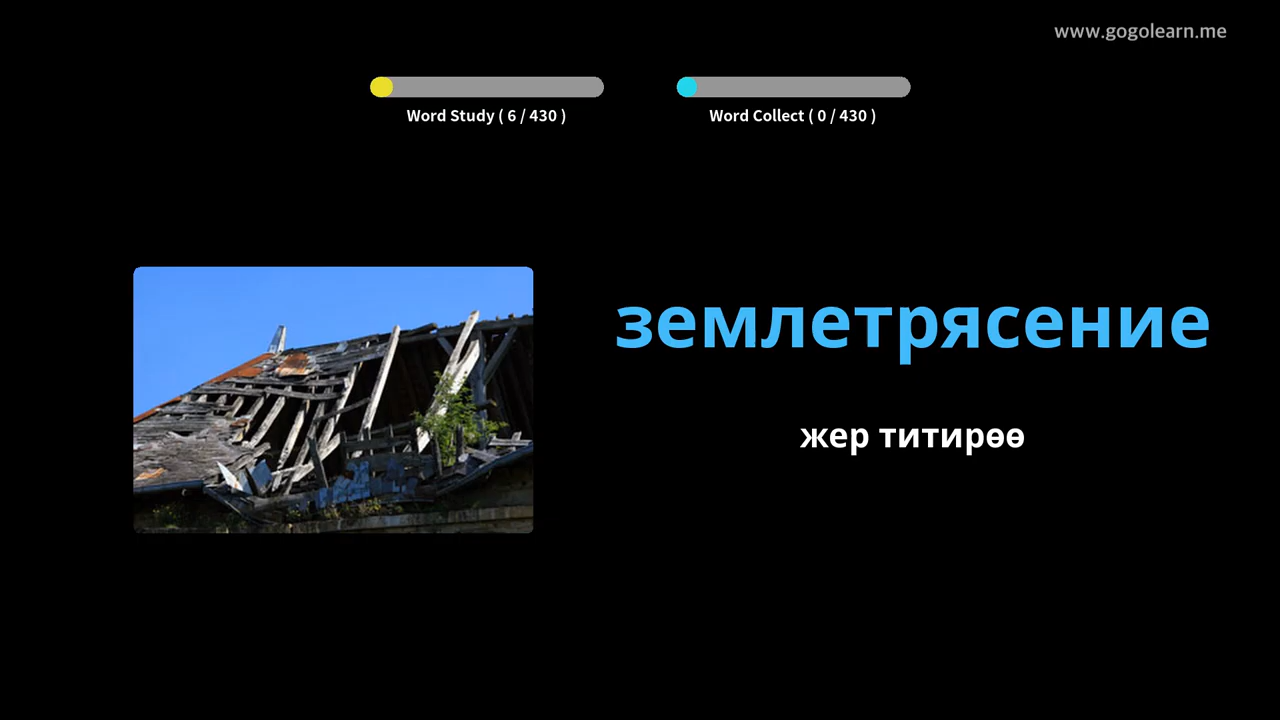 www.gogolearn.me
Word Study ( 6 / 430 )
Word Collect ( 0 / 430 )
землетрясение
жер титирөө